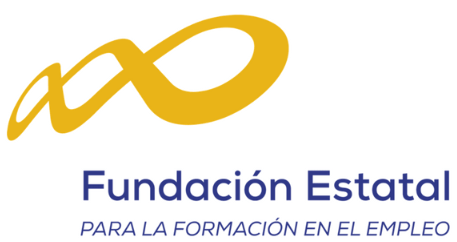 Fundación Estatal
PARA LA FORMACIÓN EN EL EMPLEO